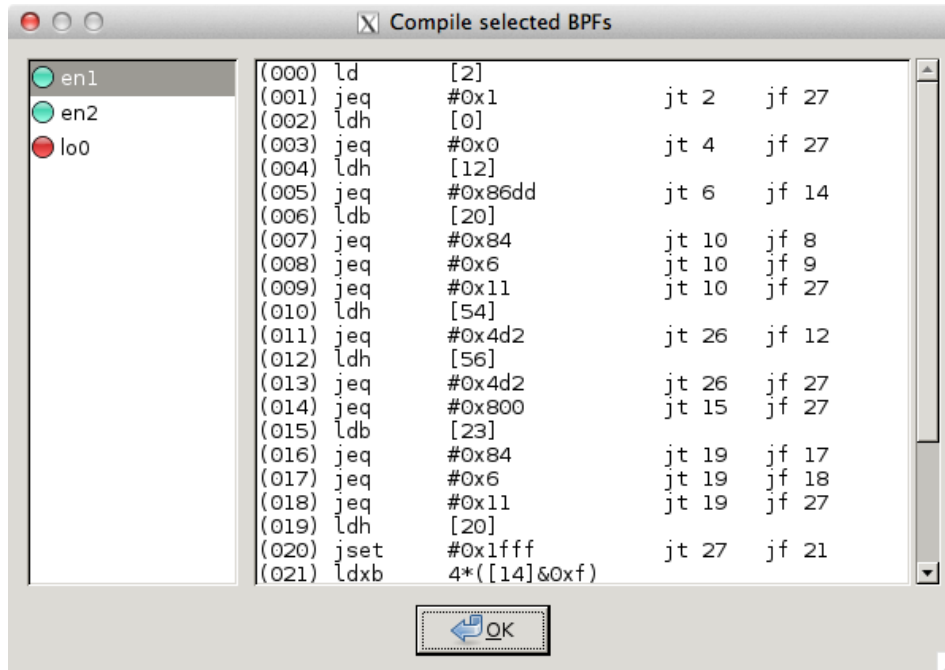 Compile selected BPFs
en1
en2
lo0
(000) ld [2]
(001) jeq #0x1 jt 2 jf 27
(002) ldh [0]
(003) jeq #0x0 jt 4 jf 27
(004) ldh [12]
(005) jeq #0x86dd jt 6 jf 14
(006) ldb [20]
(007) jeq #0x84 jt 10 jf 8
(008) jeq #0x6 jt 10 jf 9
(009) jeq #0x11 jt 10 jf 27
(010) ldh [54]
(011) jeq #0x4d2 jt 26 jf 12
(012) ldh [56]
(013) jeq #0x4d2 jt 26 jf 27
(014) jeq #0x800 jt 15 jf 27
(015) ldb [23]
(016) jeq #0x84 jt 19 jf 17
(017) jeq #0x6 jt 19 jf 18
(018) jeq #0x11 jt 19 jf 27
(019) ldh [20]
(020) jset #0x1fff jt 27 jf 21
(021) ldxb 4*([14]&0xf)
OK